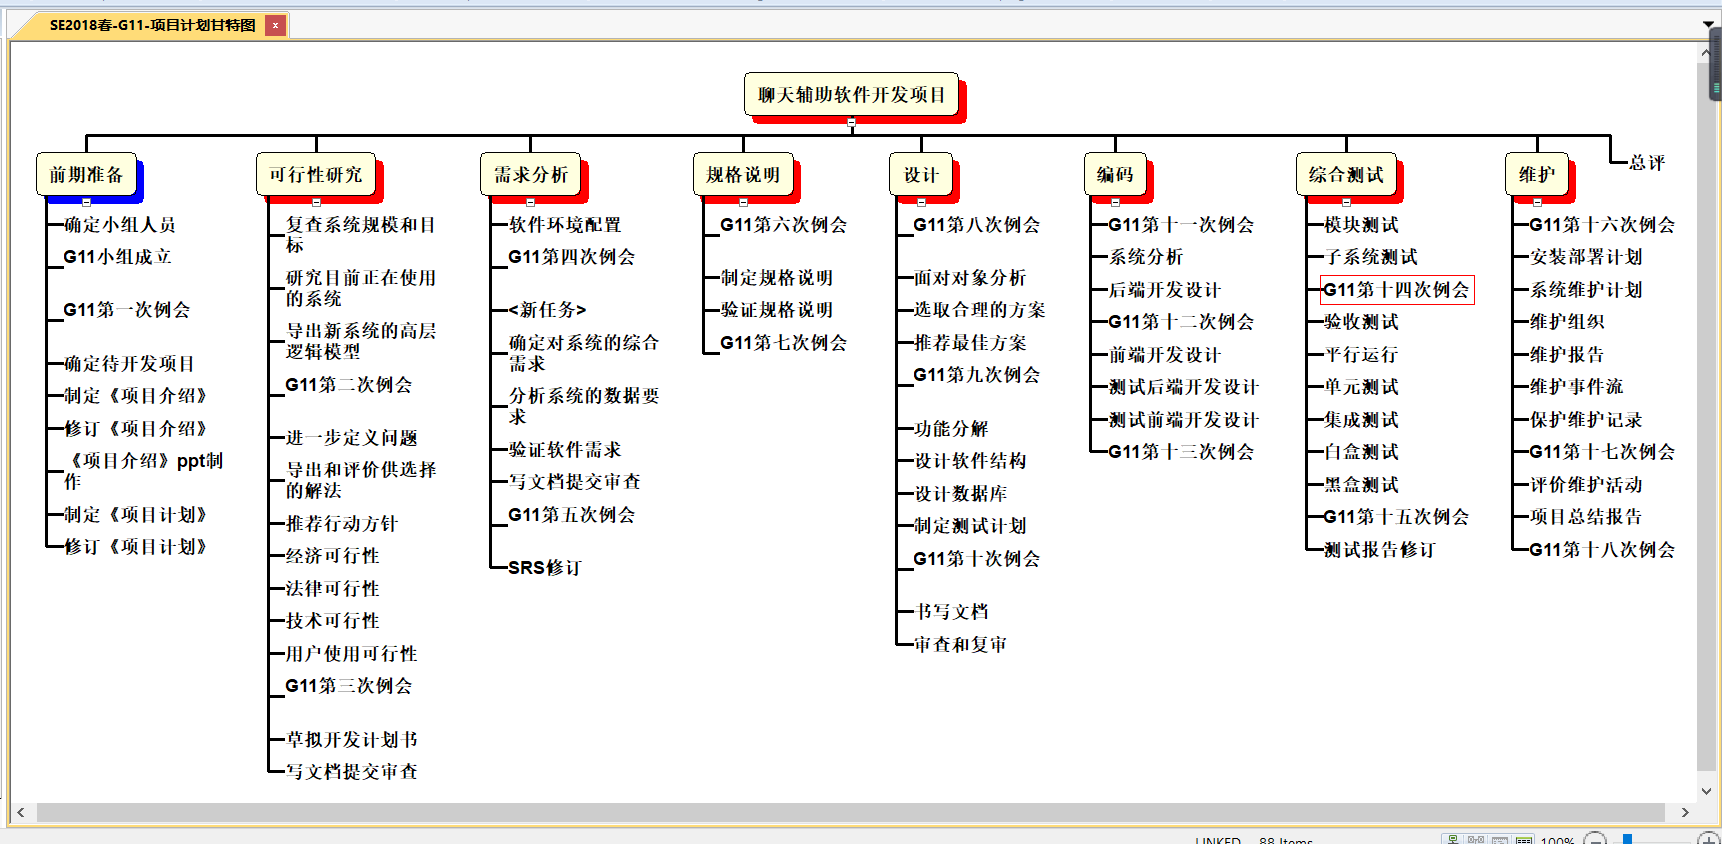 SE2018春-G11-项目计划甘特图
聊天辅助软件开发项目
前期准备
确定小组人员
G11小组成立
G11第一次例会
确定待开发项目
制定《项目介绍》
修订《项目介绍》
《项目介绍》ppt制
作
制定《项目计划》
修订《项目计划》
可行性研究
复查系统规模和目
标
研究目前正在使用
的系统
导出新系统的高层
逻辑模型
G11第二次例会
进一步定义问题
导出和评价供选择
的解法
推荐行动方针
经济可行性
法律可行性
技术可行性
用户使用可行性
G11第三次例会
草拟开发计划书
写文档提交审查
需求分析
软件环境配置
G11第四次例会
<新任务>
确定对系统的综合
需求
分析系统的数据要
求
验证软件需求
写文档提交审查
G11第五次例会
SRS修订
规格说明
G11第六次例会
制定规格说明
验证规格说明
G11第七次例会
设计
G11第八次例会
面对对象分析
选取合理的方案
推荐最佳方案
G11第九次例会
功能分解
设计软件结构
设计数据库
制定测试计划
G11第十次例会
书写文档
审查和复审
编码
G11第十一次例会
系统分析
后端开发设计
G11第十二次例会
前端开发设计
测试后端开发设计
测试前端开发设计
G11第十三次例会
综合测试
模块测试
子系统测试
G11第十四次例会
验收测试
平行运行
单元测试
集成测试
白盒测试
黑盒测试
G11第十五次例会
测试报告修订
维护
G11第十六次例会
安装部署计划
系统维护计划
维护组织
维护报告
维护事件流
保护维护记录
G11第十七次例会
评价维护活动
项目总结报告
G11第十八次例会
总评
LINKED 88 Items 100%